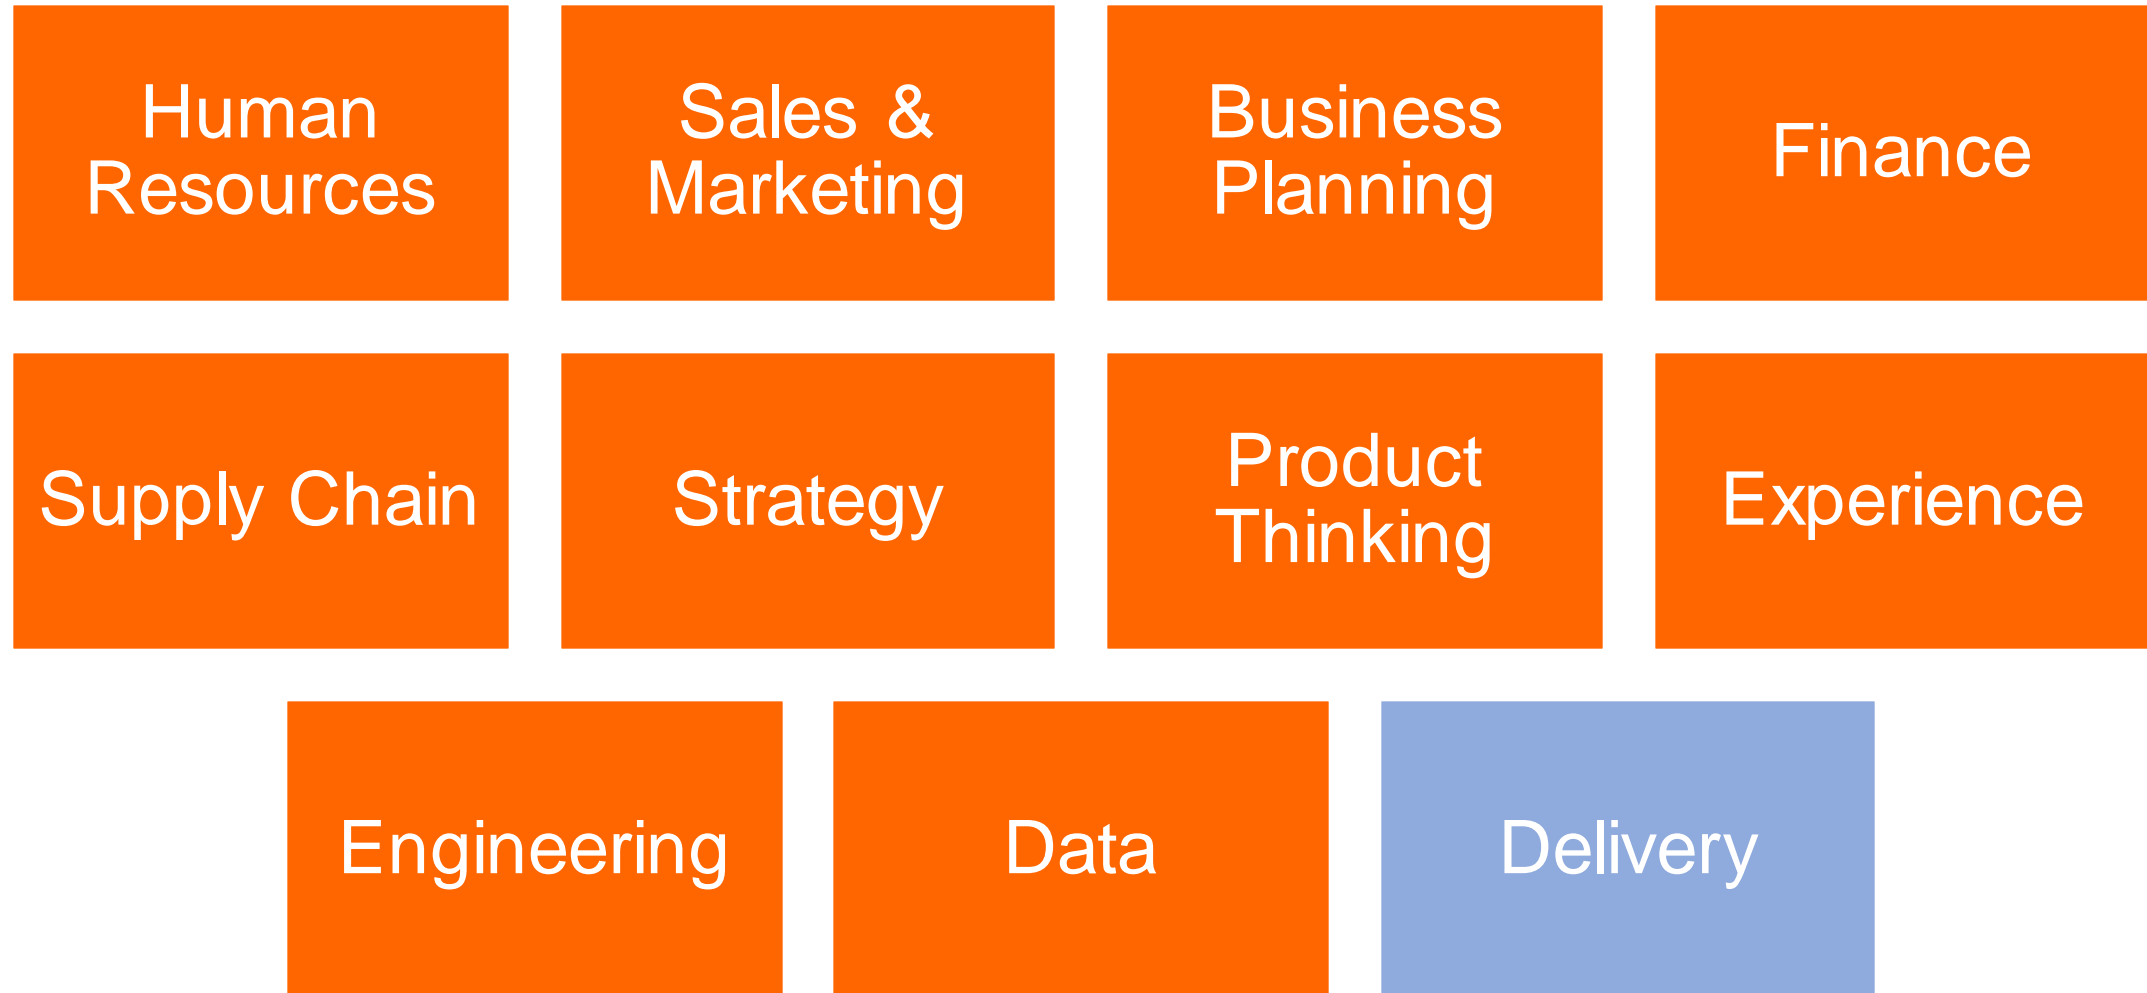 Human
Resources
Sales &
Marketing
Business
Planning
Finance
Supply Chain
Strategy
Product
Thinking
Experience
Engineering
Data
Delivery